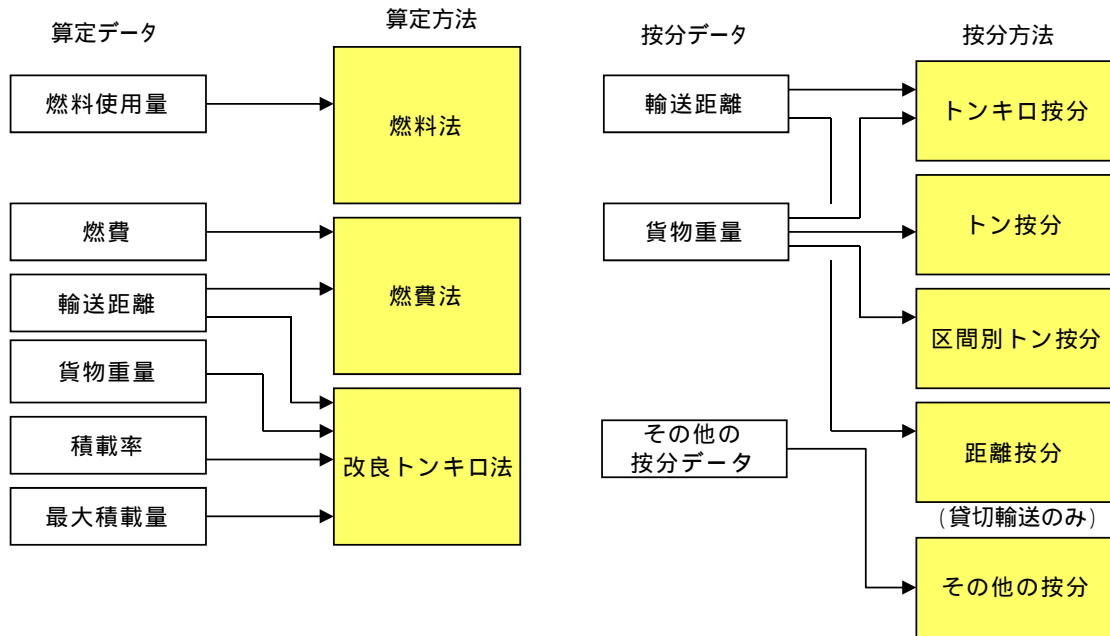 算定データ
算定方法
燃料使用量
燃料法
燃費
輸送距離
燃費法
貨物重量
積載率
最大積載量
改良トンキロ法
按分データ
按分方法
輸送距離
トンキロ按分
貨物重量
トン按分
区間別トン按分
その他の
按分データ
距離按分
(貸切輸送のみ)
その他の按分